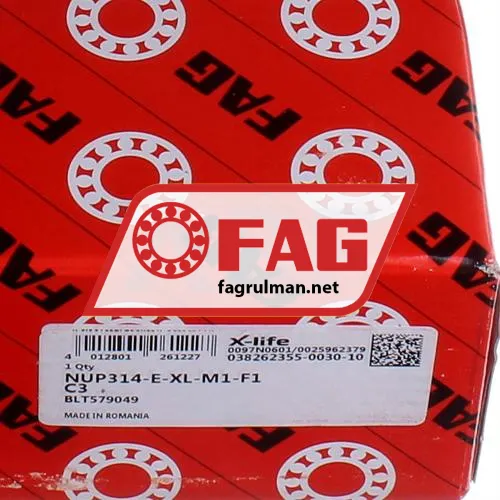 FAG
FAG
FAG
FAG
FAG
fagrulman.net
X-life
0097N0601/0025962379
038262355-0030-10
4 012801 261227
1 Qty
NUP314-E-XL-M1-F1
C3
BLT579049
MADE IN ROMANIA